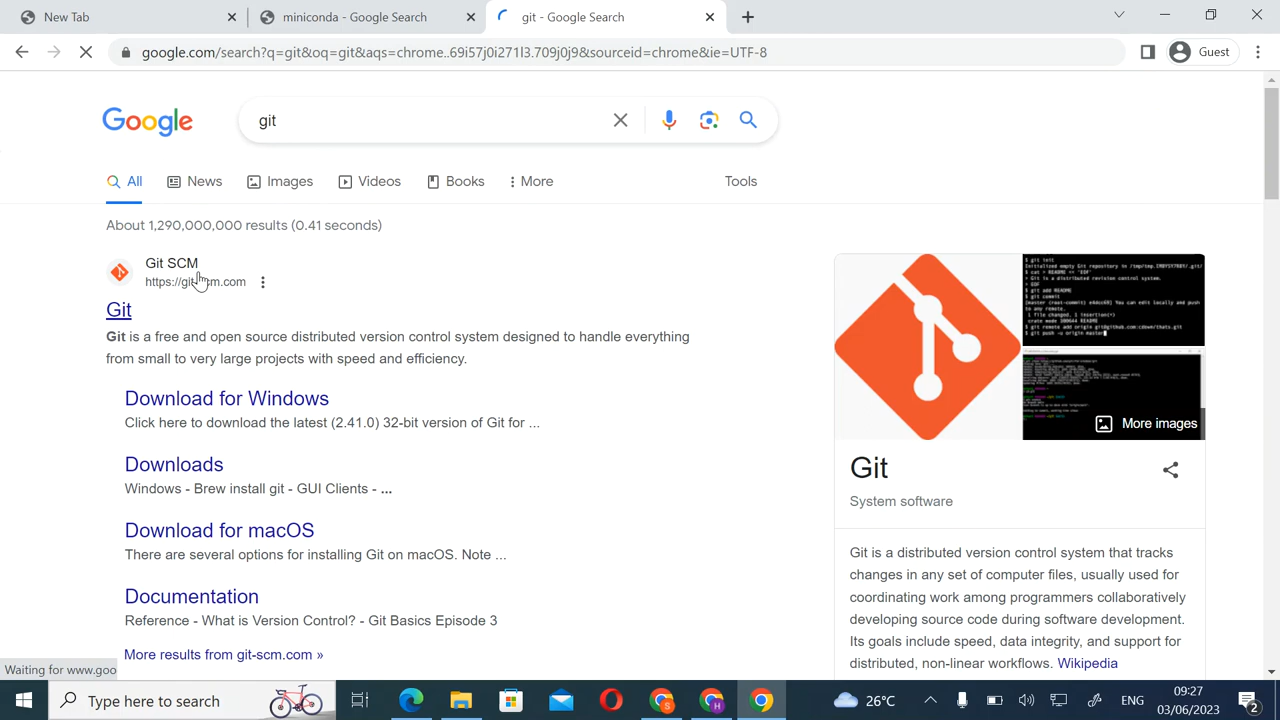 New Tab
miniconda - Google Search
git - Google Search
google.com/search?q=git&oq=git&aqs=chrome..69i57j0i271l3.709j0j9&sourceid=chrome&ie=UTF-8
Guest
Google
git
All
News
Images
Videos
Books
More
Tools
About 1,290,000,000 results (0.41 seconds)
Git SCM
Git
Git is a free and open source distributed version control system designed to handle everything
from small to very large projects with speed and efficiency.
Download for Windows
Click here to download the latest
32-bit version of Git for ...
Downloads
Windows - Brew install git - GUI Clients - ...
Download for macOS
There are several options for installing Git on macOS. Note ...
Documentation
Reference - What is Version Control? - Git Basics Episode 3
More results from git-scm.com »
$ git init
$ git add README
$ git commit
More images
Git
System software
Git is a distributed version control system that tracks
changes in any set of computer files, usually used for
coordinating work among programmers collaboratively
developing source code during software development.
Its goals include speed, data integrity, and support for
distributed, non-linear workflows. Wikipedia
Waiting for www.goo
Type here to search
26°C
ENG
09:27
03/06/2023
2